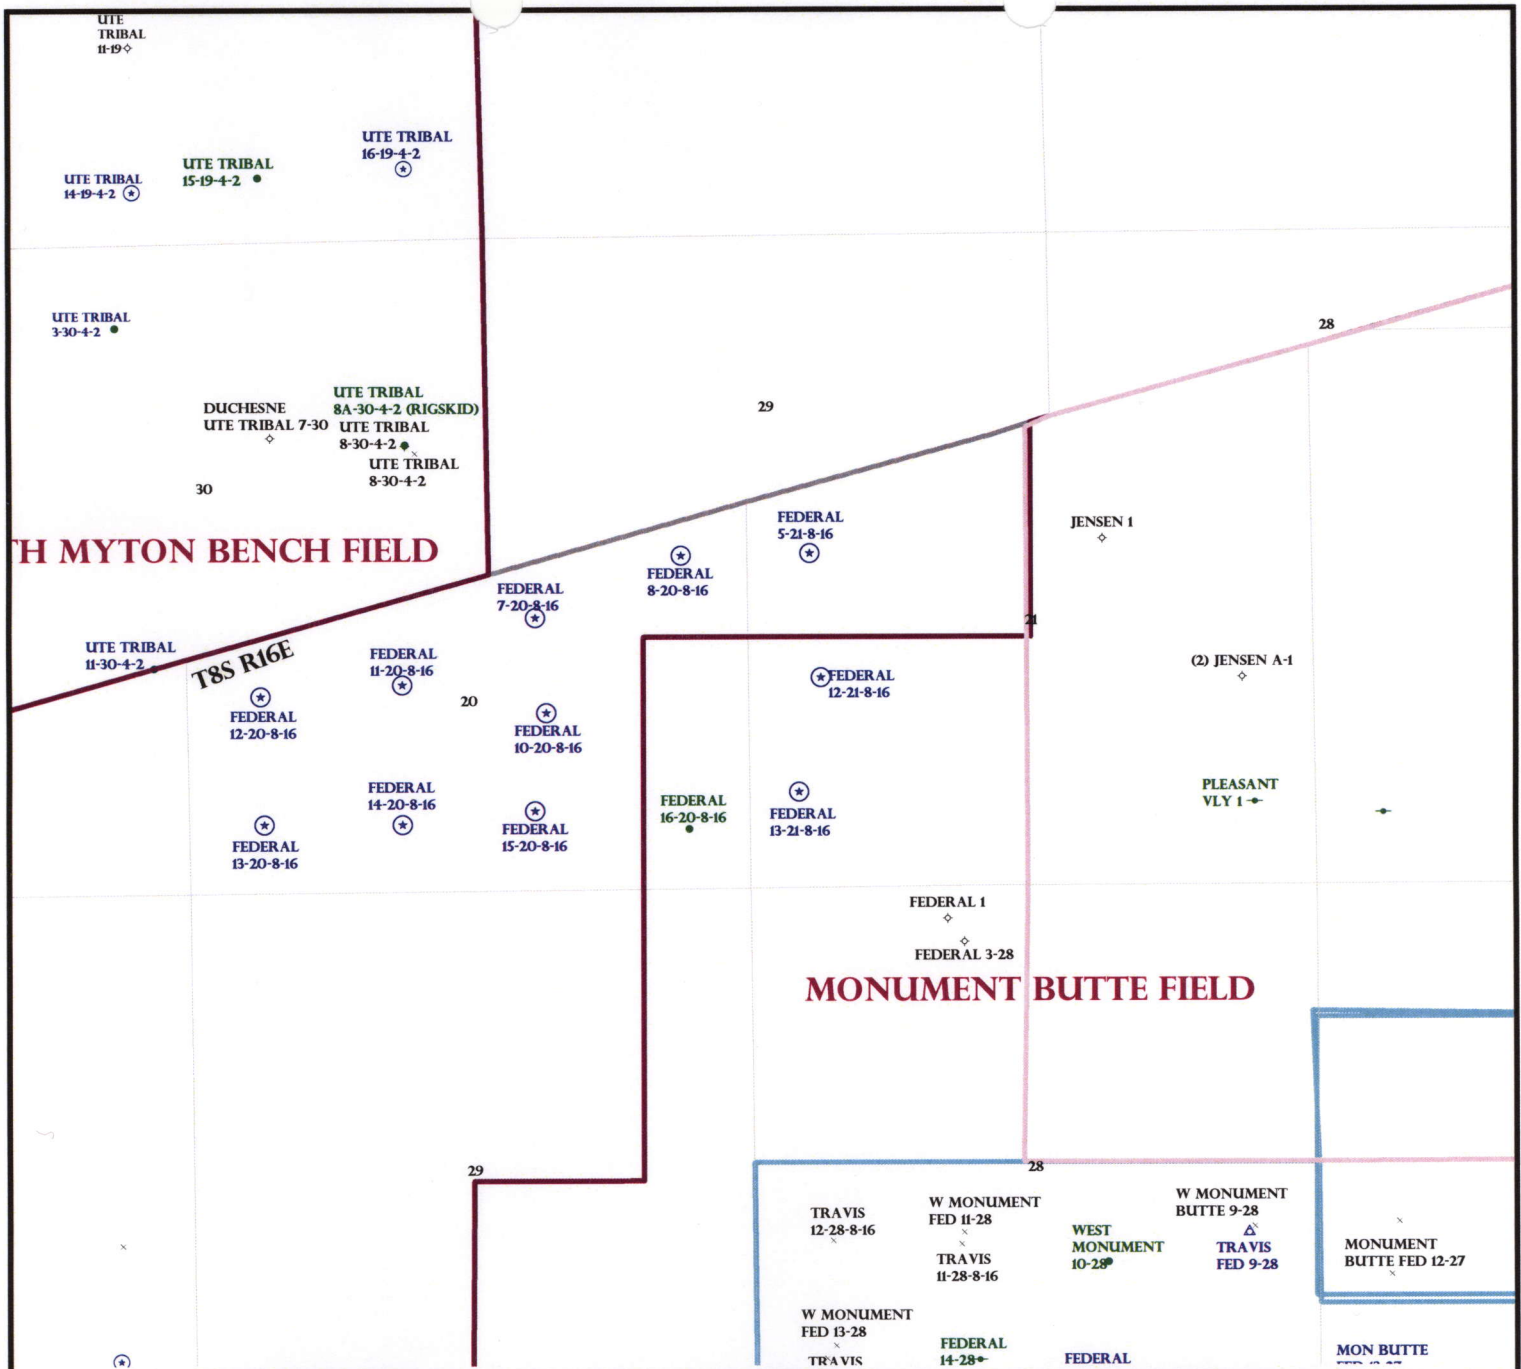 UTE
TRIBAL
11-19
UTE TRIBAL
16-19-4-2
UTE TRIBAL
15-19-4-2
UTE TRIBAL
14-19-4-2
UTE TRIBAL
3-30-4-2
28
UTE TRIBAL
8A-30-4-2 (RIGSKID)
DUCHESNE
UTE TRIBAL 7-30
UTE TRIBAL
8-30-4-2
UTE TRIBAL
8-30-4-2
29
30
TH MYTON BENCH FIELD
FEDERAL
5-21-8-16
JENSEN 1
FEDERAL
8-20-8-16
FEDERAL
7-20-8-16
21
UTE TRIBAL
11-30-4-2
T8S R16E
FEDERAL
11-20-8-16
(2) JENSEN A-1
FEDERAL
12-21-8-16
20
FEDERAL
12-20-8-16
FEDERAL
10-20-8-16
FEDERAL
14-20-8-16
PLEASANT
VLY 1
FEDERAL
16-20-8-16
FEDERAL
13-21-8-16
FEDERAL
15-20-8-16
FEDERAL
13-20-8-16
FEDERAL 1
FEDERAL 3-28
MONUMENT BUTTE FIELD
29
28
TRAVIS
12-28-8-16
W MONUMENT
FED 11-28
W MONUMENT
BUTTE 9-28
WEST
MONUMENT
10-28
TRAVIS
FED 9-28
MONUMENT
BUTTE FED 12-27
TRAVIS
11-28-8-16
W MONUMENT
FED 13-28
TRAVIS
FEDERAL
14-28
FEDERAL
MON BUTTE